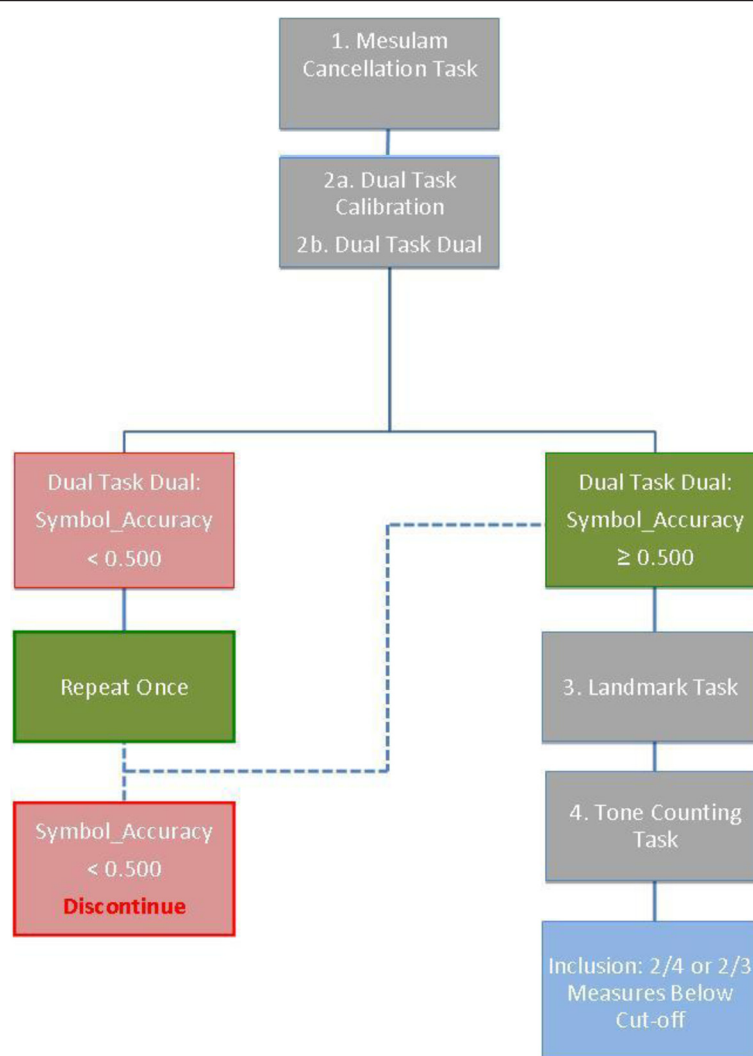 1. Mesulam
Cancellation Task
2a. Dual Task
Calibration
2b. Dual Task Dual
Dual Task Dual:
Symbol_Accuracy
< 0.500
Repeat Once
Symbol_Accuracy
< 0.500
Discontinue
Dual Task Dual:
Symbol_Accuracy
≥ 0.500
3. Landmark Task
4. Tone Counting
Task
Inclusion: 2/4 or 2/3
Measures Below
Cut-off